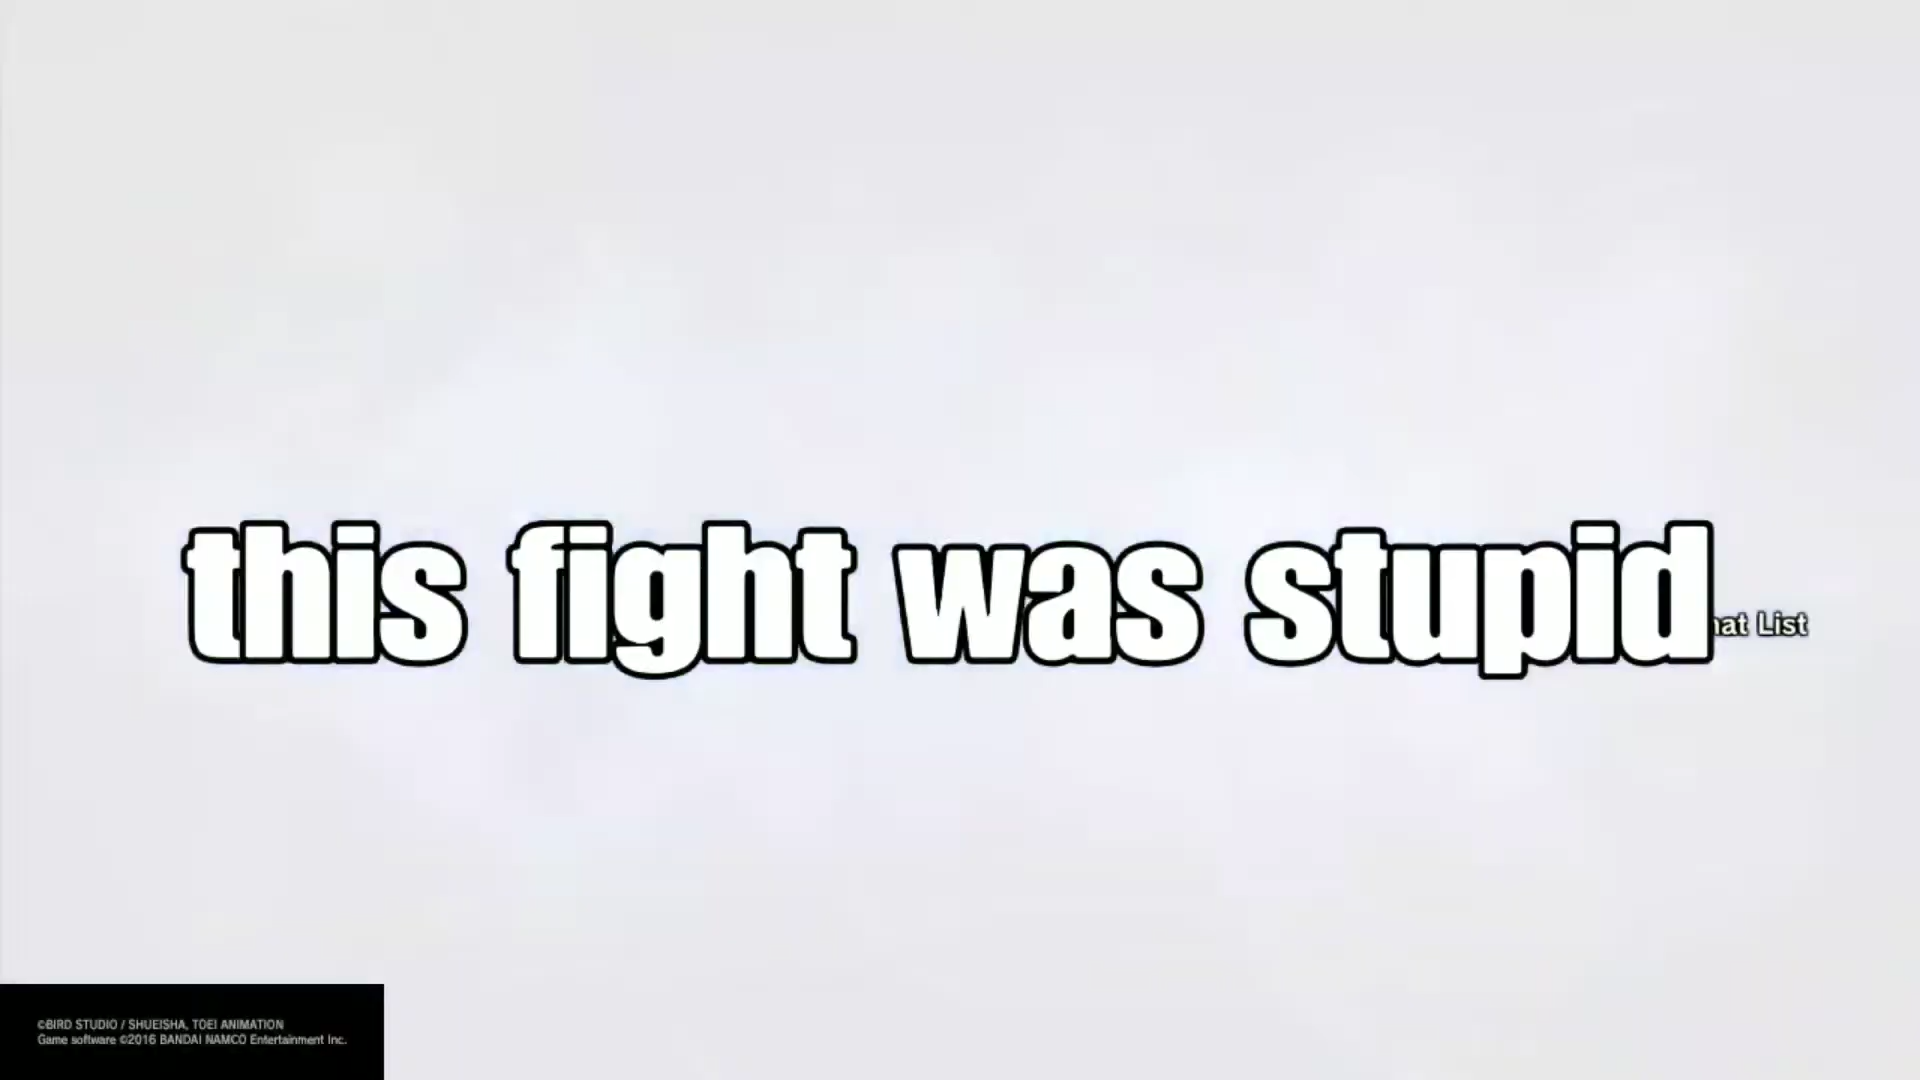 this fight was stupid
List
©BIRD STUDIO / SHUEISHA, TOEI ANIMATION
Game software ©2016 BANDAI NAMCO Entertainment Inc.